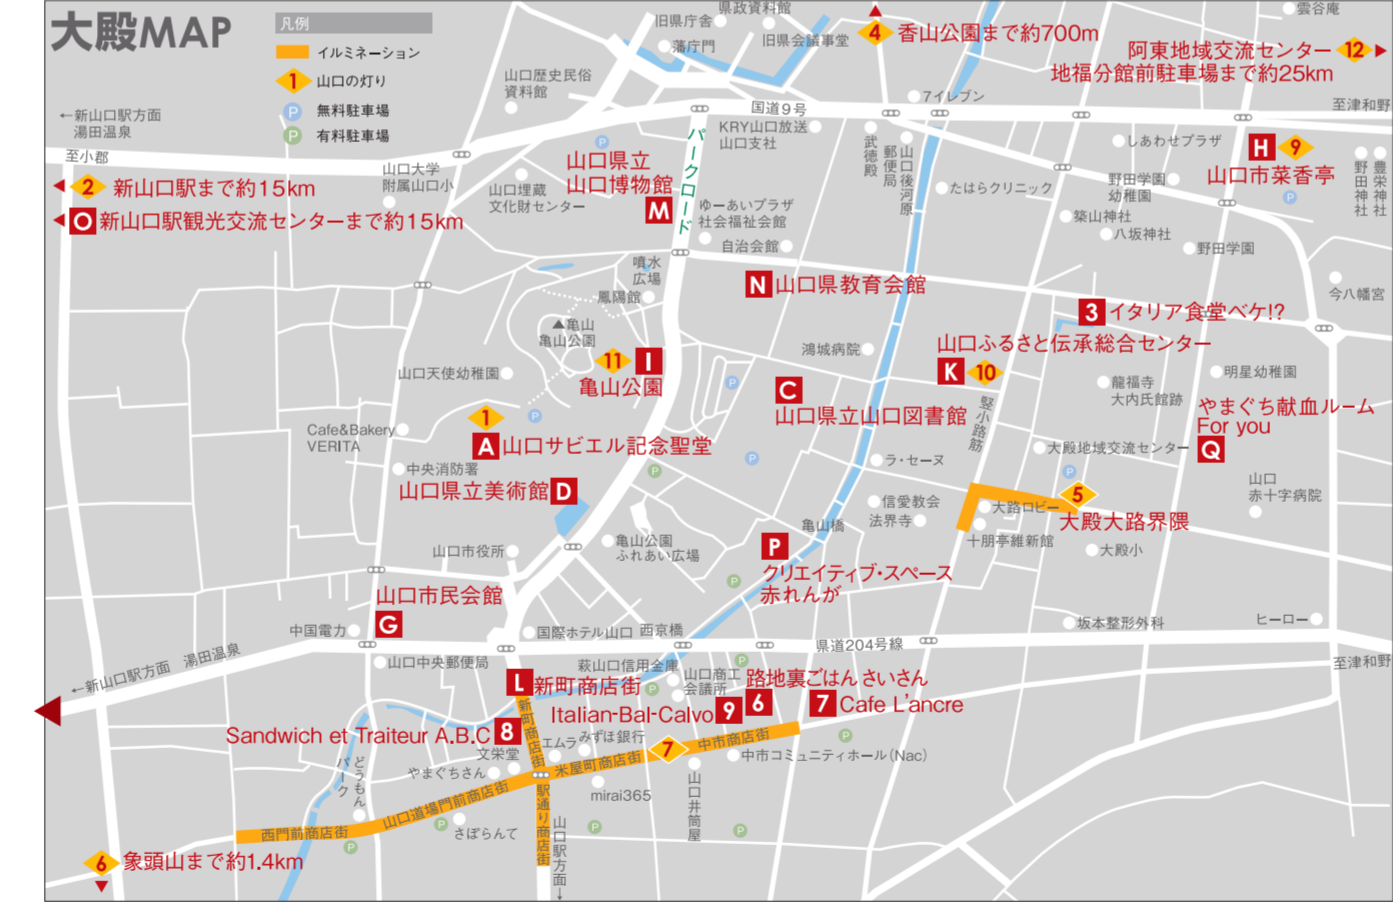 大殿MAP
凡例
イルミネーション
1 山口の灯り
P 無料駐車場
P 有料駐車場
←新山口駅方面
湯田温泉
至小郡
2 新山口駅まで約15km
O 新山口駅観光交流センターまで約15km
県政資料館
旧県庁舎
藩庁門
旧県会議事堂
4 香山公園まで約700m
雲谷庵
阿東地域交流センター 12
地福分館前駐車場まで約25km
山口歴史民俗
資料館
7イレブン
国道9号
至津和野
パークロード
KRY山口放送
山口支社
武徳殿
郵便局
山口後河原
しあわせプラザ
H 9
山口市菜香亭
野田神社
豊栄神社
山口大学
附属山口小
山口埋蔵
文化財センター
P
山口県立
山口博物館
M
ゆーあいプラザ
社会福祉会館
自治会館
たはらクリニック
野田学園
幼稚園
築山神社
八坂神社
野田学園
P
今八幡宮
噴水
広場
鳳陽館
N 山口県教育会館
3 イタリア食堂ベケ!?
▲亀山
亀山公園
11 I
亀山公園
山口天使幼稚園
鴻城病院
山口ふるさと伝承総合センター
K 10
竪小路筋
龍福寺
大内氏館跡
明星幼稚園
やまぐち献血ルーム
For you
Q
C
山口県立山口図書館
P
1
P
A 山口サビエル記念聖堂
Cafe&Bakery
VERITA
中央消防署
山口県立美術館 D
P
P
ラ・セーヌ
大殿地域交流センター
P
山口
赤十字病院
信愛教会
法界寺
大路ロビー
5
大殿大路界隈
十朋亭維新館
大殿小
亀山橋
山口市役所
亀山公園
ふれあい広場
P
クリエイティブ・スペース
赤れんが
P
山口市民会館
G
中国電力
国際ホテル山口
西京橋
県道204号線
坂本整形外科
ヒーロー
至津和野
←新山口駅方面 湯田温泉
山口中央郵便局
萩山口信用金庫
山口商工
会議所
P
P
L 新町商店街
新町商店街
路地裏ごはん さいさん
6
Italian-Bal-Calvo 9
7 Cafe L'ancre
Sandwich et Traiteur A.B.C 8
文栄堂
エムラ
みずほ銀行
7
中市商店街
米屋町商店街
P
中市コミュニティホール(Nac)
やまぐちさん
mirai365
山口井筒屋
どうもん
パーク
山口道場門前商店街
西門前商店街
駅通り商店街
山口駅方面→
さぽらんて
P
P
P
P
6 象頭山まで約1.4km